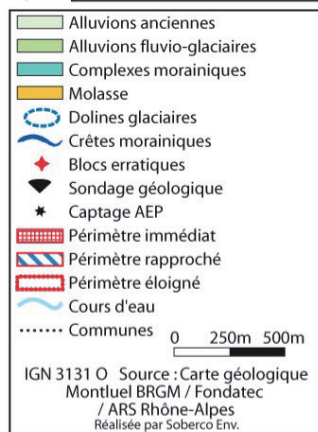 Alluvions anciennes
Alluvions fluvio-glaciaires
Complexes morainiques
Molasse
Dolines glaciaires
Crêtes morainiques
Blocs erratiques
Sondage géologique
Captage AEP
Périmètre immédiat
Périmètre rapproché
Périmètre éloigné
Cours d'eau
Communes
0 250m 500m
IGN 3131 O Source : Carte géologique
Montluel BRGM / Fondatec
/ ARS Rhône-Alpes
Réalisée par Soberco Env.